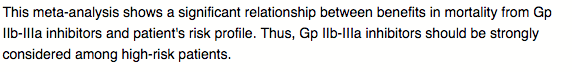 This meta-analysis shows a significant relationship between benefits in mortality from Gp
IIb-IIIa inhibitors and patient's risk profile. Thus, Gp IIb-IIIa inhibitors should be strongly
considered among high-risk patients.